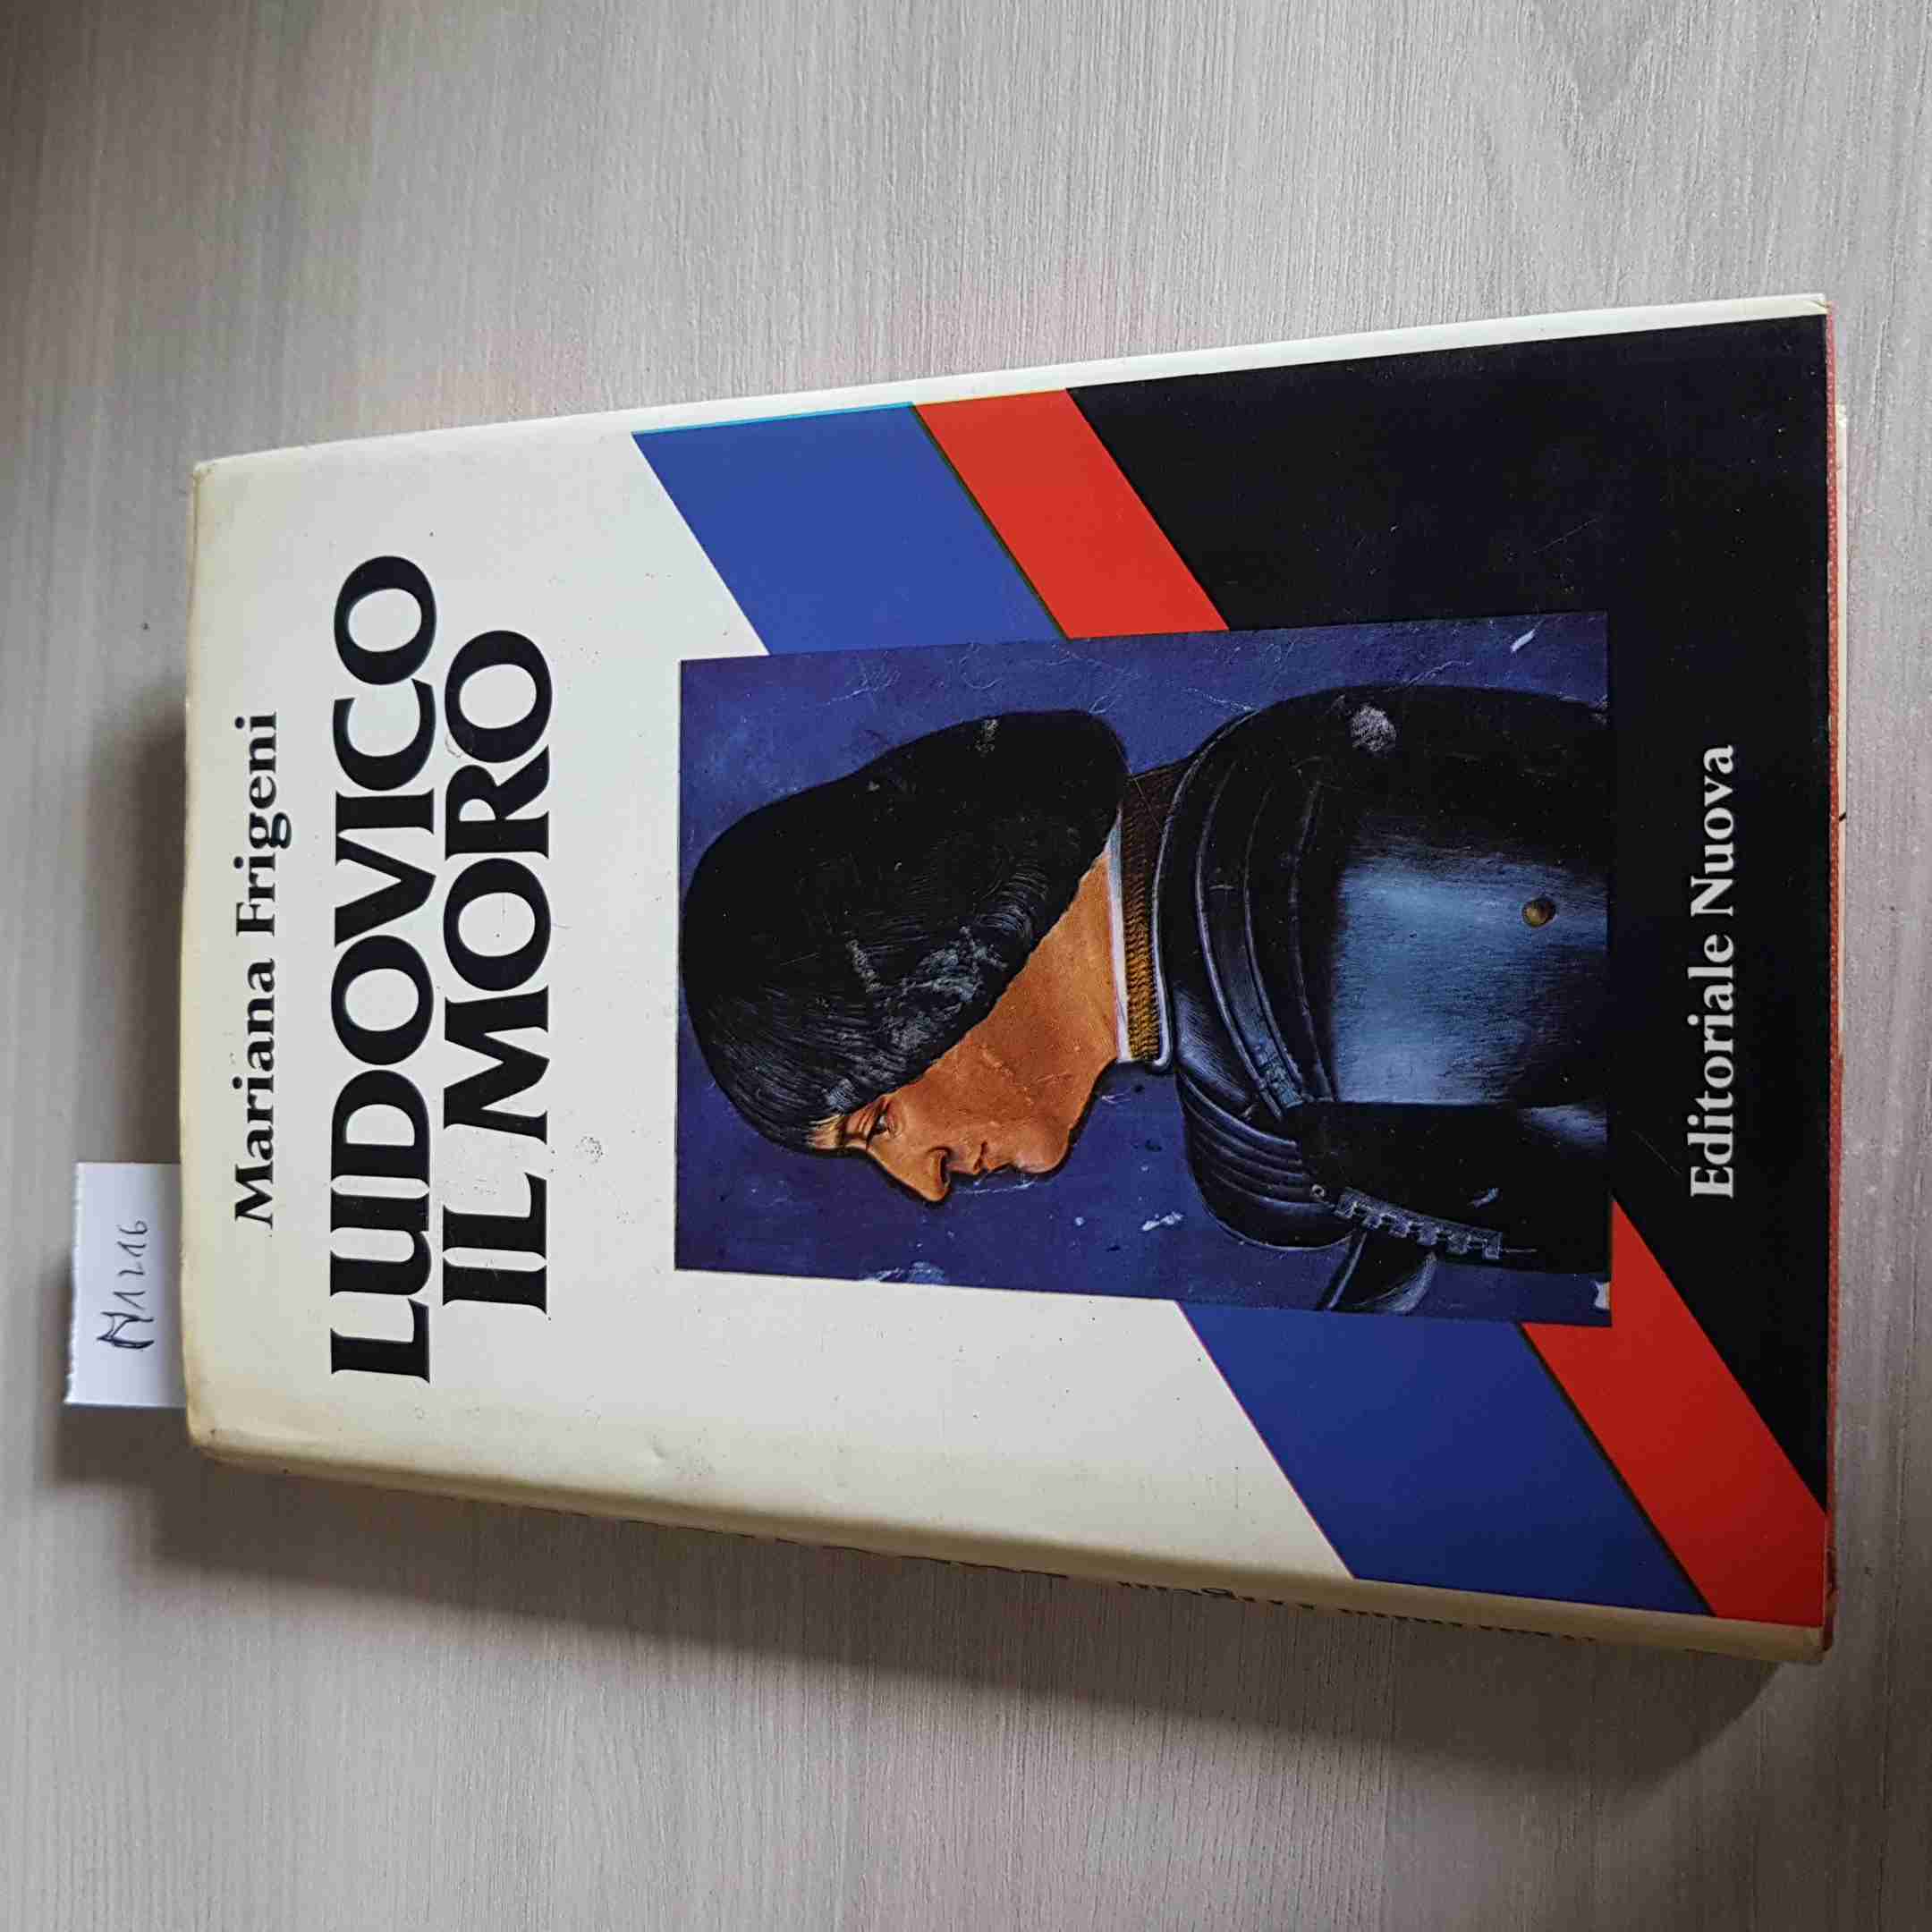 Mariana Frigeni
LUDOVICO
IL MORO
Editoriale Nuova